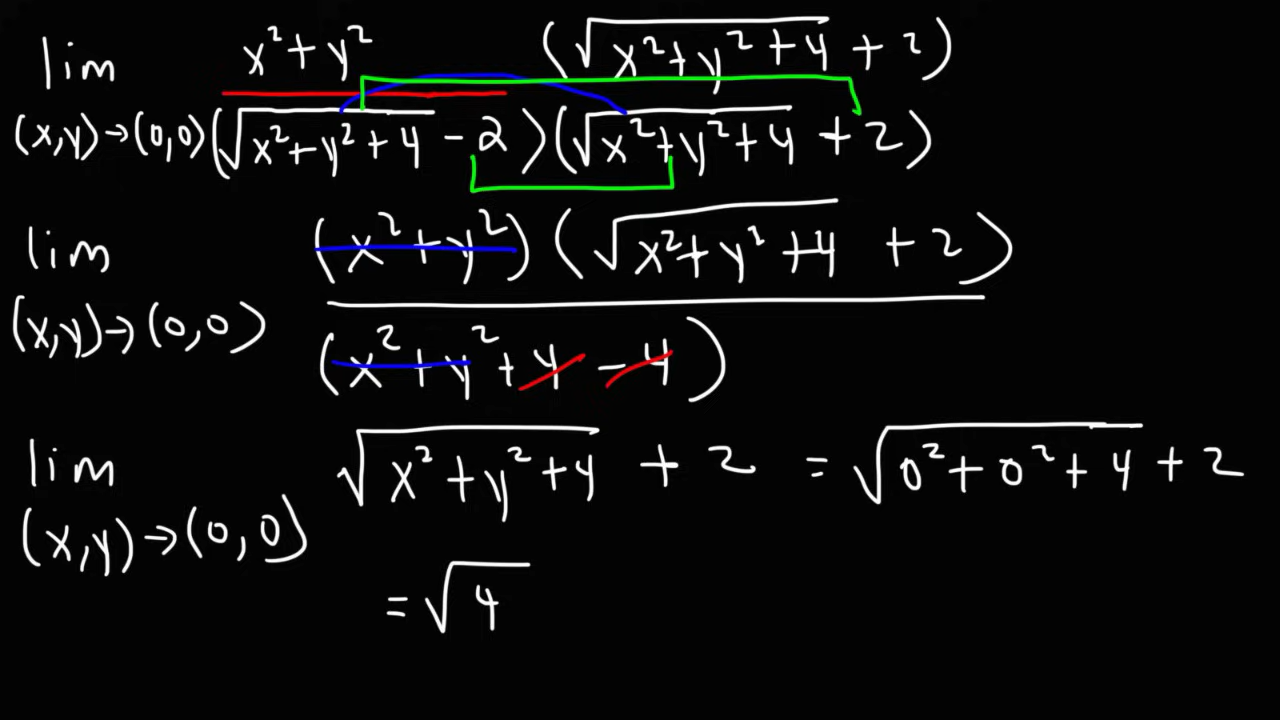 lim x²+y² (√x²+y²+4 + 2)
(x,y)→(0,0) (√x²+y²+4 - 2)(√x²+y²+4 + 2)
lim (x²+y²)(√x²+y²+4 + 2)
(x,y)→(0,0) (x²+y²+4-4)
lim √x²+y²+4 + 2 = √0²+0²+4 + 2
(x,y)→(0,0)
= √4